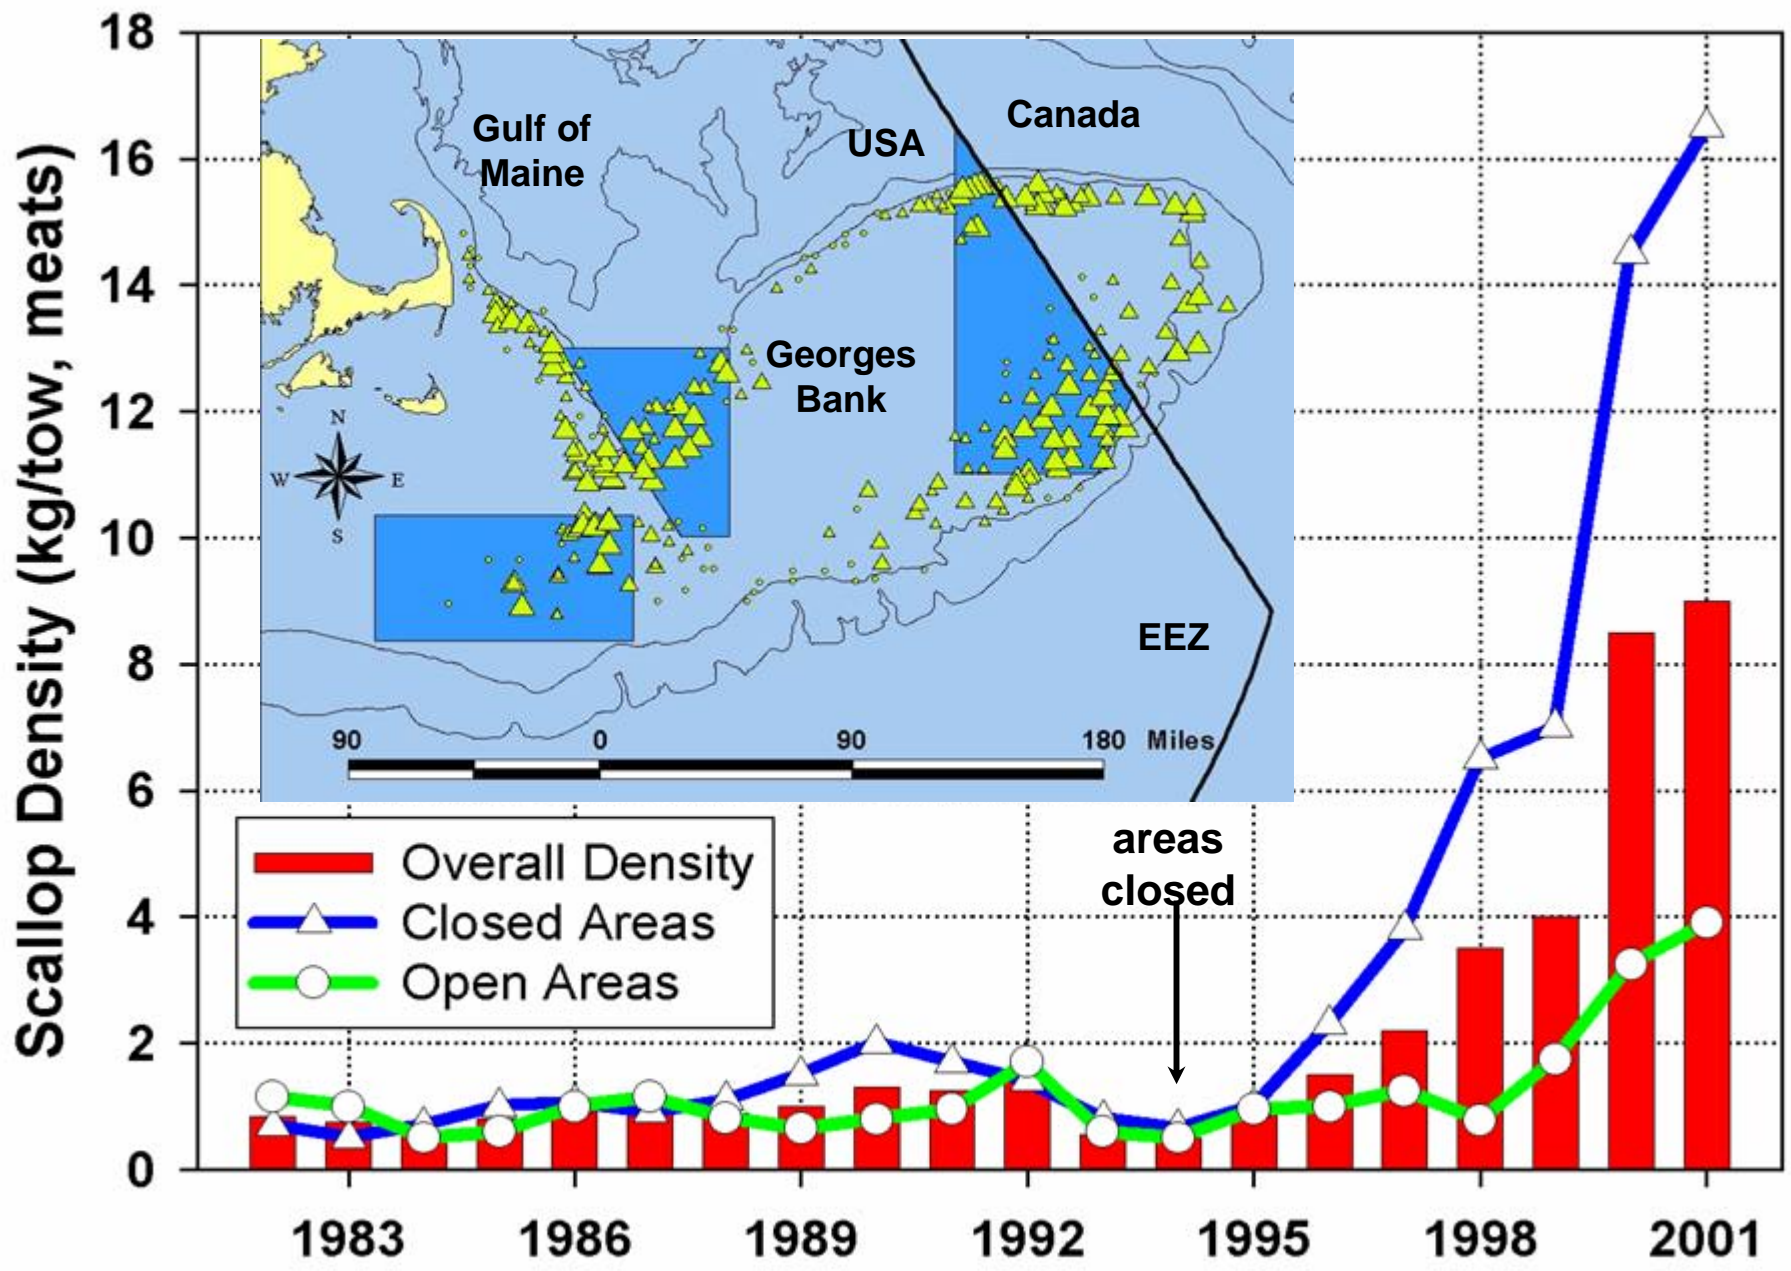 Scallop Density (kg/tow, meats)
18
16
14
12
10
8
6
4
2
0
Gulf of
Maine
USA
Canada
Georges
Bank
N
W
E
S
EEZ
90
0
90
180 Miles
Overall Density
Closed Areas
Open Areas
areas
closed
1983
1986
1989
1992
1995
1998
2001